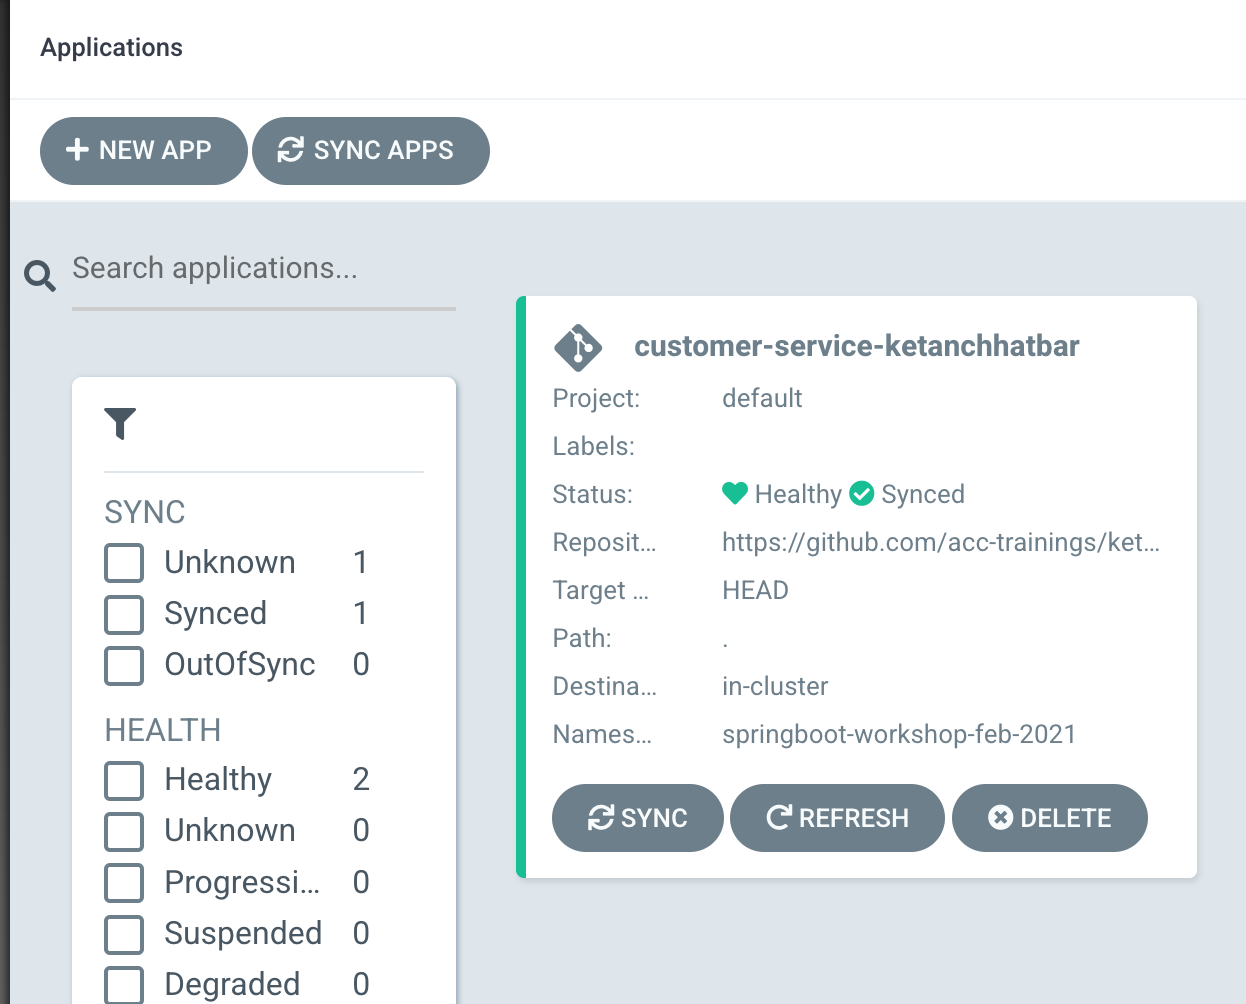 Applications
NEW APP SYNC APPS
Search applications...
SYNC
Unknown 1
Synced 1
OutOfSync 0
HEALTH
Healthy 2
Unknown 0
Progressi... 0
Suspended 0
Degraded 0
customer-service-ketanchhatbar
Project: default
Labels:
Status: Healthy Synced
Reposit... https://github.com/acc-trainings/ket...
Target ... HEAD
Path: .
Destina... in-cluster
Names... springboot-workshop-feb-2021
SYNC REFRESH DELETE